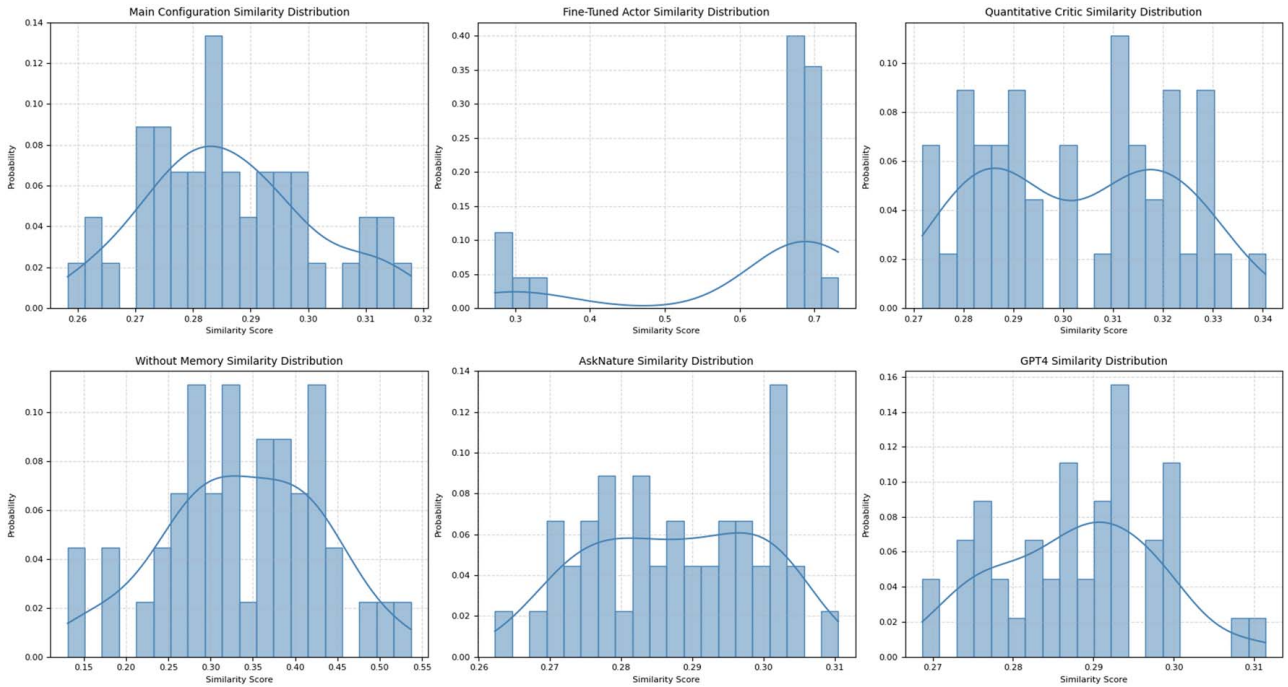 Main Configuration Similarity Distribution
0.14
0.12
0.10
0.08
0.06
0.04
0.02
0.00
Probability
0.26 0.27 0.28 0.29 0.30 0.31 0.32
Similarity Score
Fine-Tuned Actor Similarity Distribution
0.40
0.35
0.30
0.25
0.20
0.15
0.10
0.05
0.00
Probability
0.3 0.4 0.5 0.6 0.7
Similarity Score
Quantitative Critic Similarity Distribution
0.10
0.08
0.06
0.04
0.02
0.00
Probability
0.27 0.28 0.29 0.30 0.31 0.32 0.33 0.34
Similarity Score
Without Memory Similarity Distribution
0.10
0.08
0.06
0.04
0.02
0.00
Probability
0.15 0.20 0.25 0.30 0.35 0.40 0.45 0.50 0.55
Similarity Score
AskNature Similarity Distribution
0.14
0.12
0.10
0.08
0.06
0.04
0.02
0.00
Probability
0.26 0.27 0.28 0.29 0.30 0.31
Similarity Score
GPT4 Similarity Distribution
0.16
0.14
0.12
0.10
0.08
0.06
0.04
0.02
0.00
Probability
0.27 0.28 0.29 0.30 0.31
Similarity Score